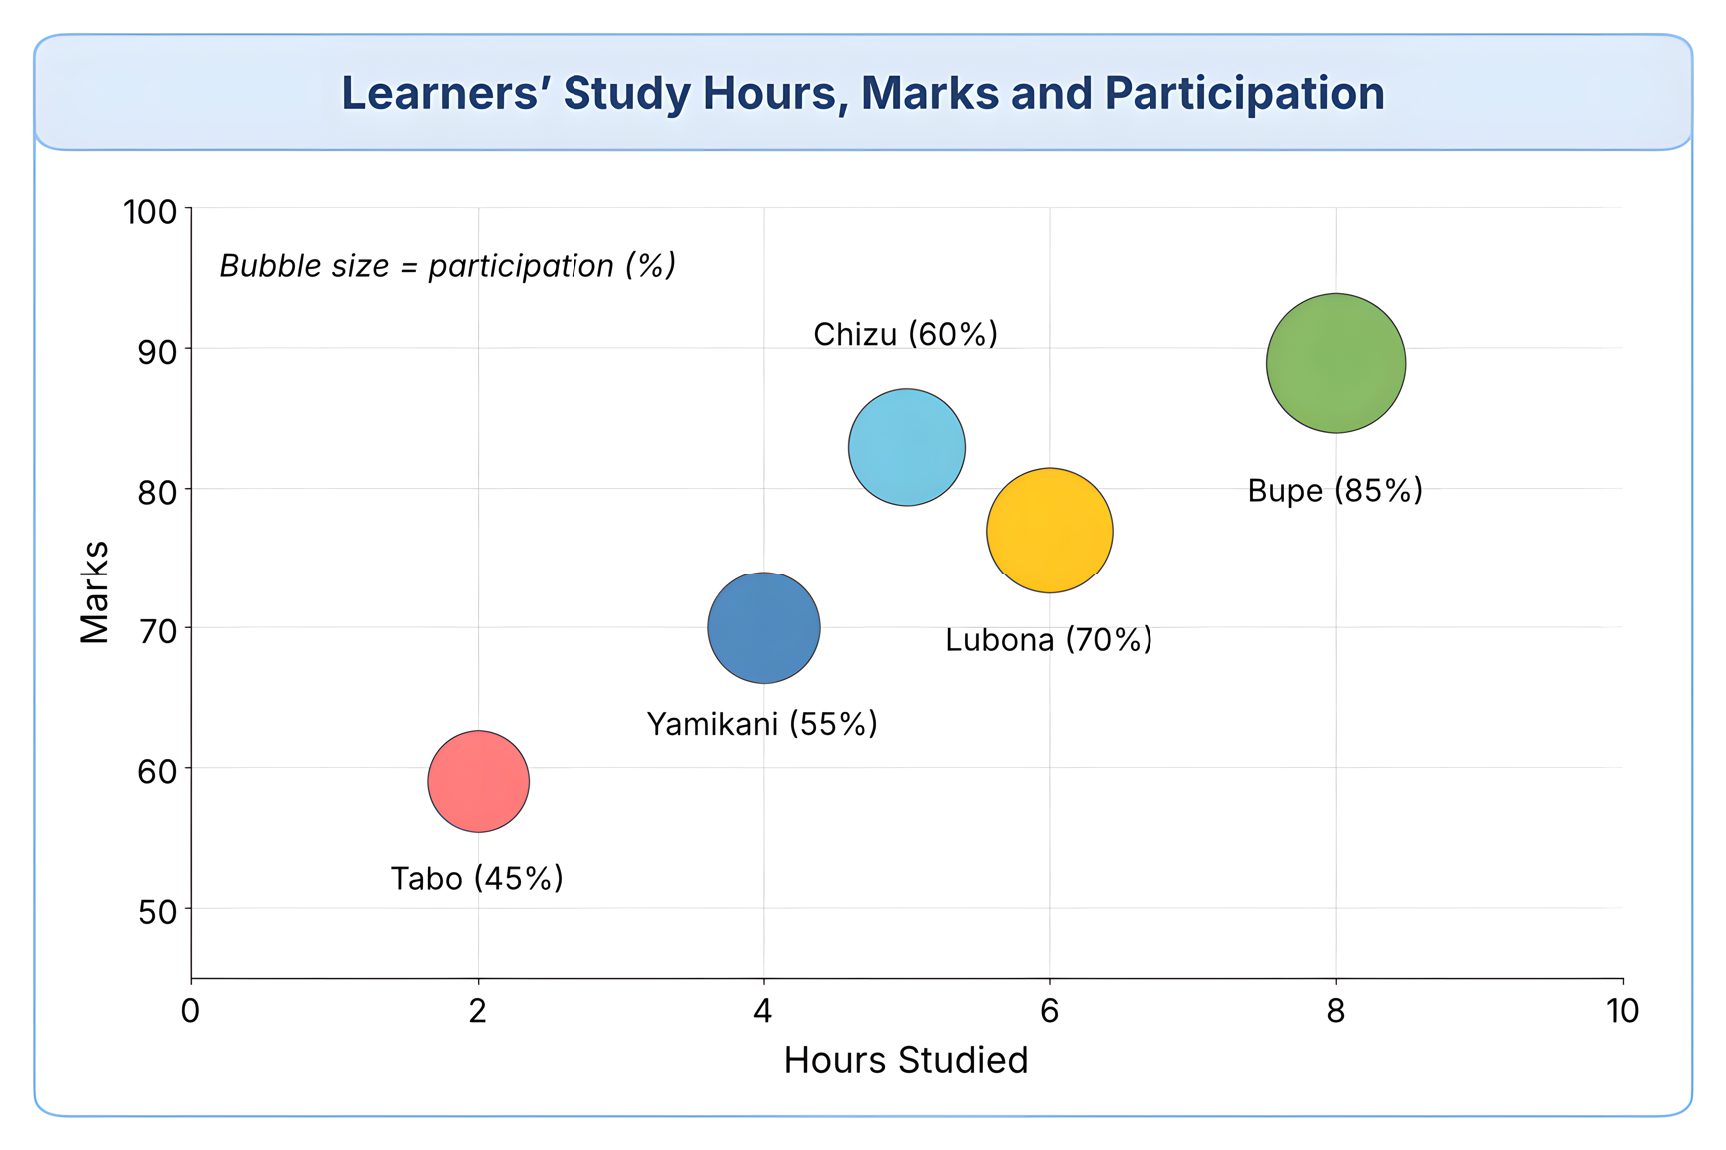 Learners’ Study Hours, Marks and Participation
100
Bubble size = participation (%)
Chizu (60%)
90
80
Bupe (85%)
Marks
70
Lubona (70%)
Yamikani (55%)
60
Tabo (45%)
50
0 2 4 6 8 10
Hours Studied